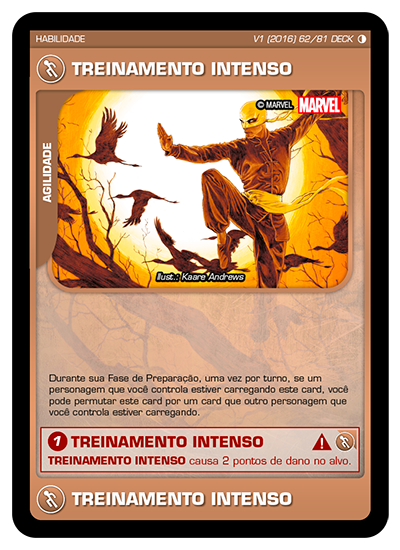 HABILIDADE
V1 (2016) 62/81 DECK
TREINAMENTO INTENSO
© MARVEL MARVEL
AGILIDADE
Illust.: Kaare Andrews
Durante sua Fase de Preparação, uma vez por turno, se um
personagem que você controla estiver carregando este card, você
pode permutar este card por um card que outro personagem que
você controla estiver carregando.
1 TREINAMENTO INTENSO
TREINAMENTO INTENSO causa 2 pontos de dano no alvo.
TREINAMENTO INTENSO